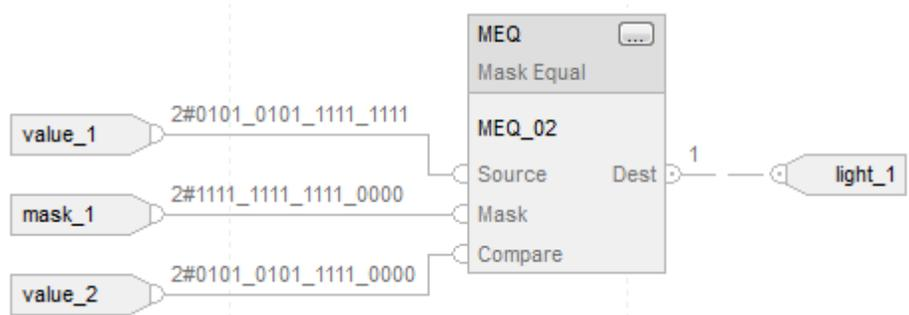 MEQ ...
Mask Equal
MEQ_02
value_1 2#0101_0101_1111_1111
Source Dest 1 light_1
mask_1 2#1111_1111_1111_0000
Mask
Compare
value_2 2#0101_0101_1111_0000